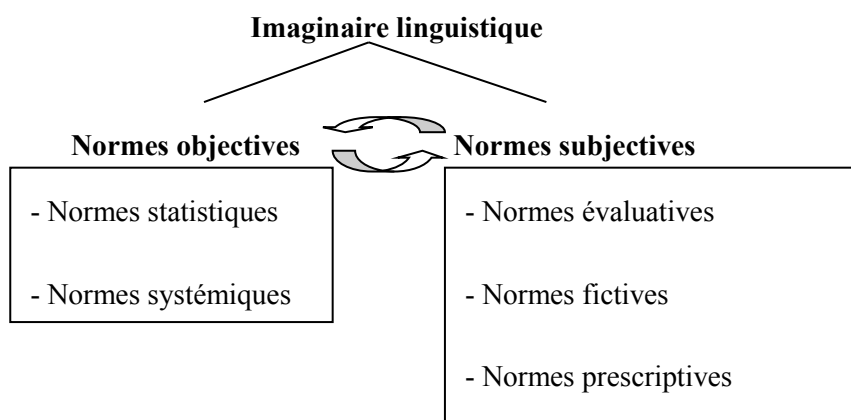 Imaginaire linguistique
Normes objectives
- Normes statistiques
- Normes systémiques
Normes subjectives
- Normes évaluatives
- Normes fictives
- Normes prescriptives